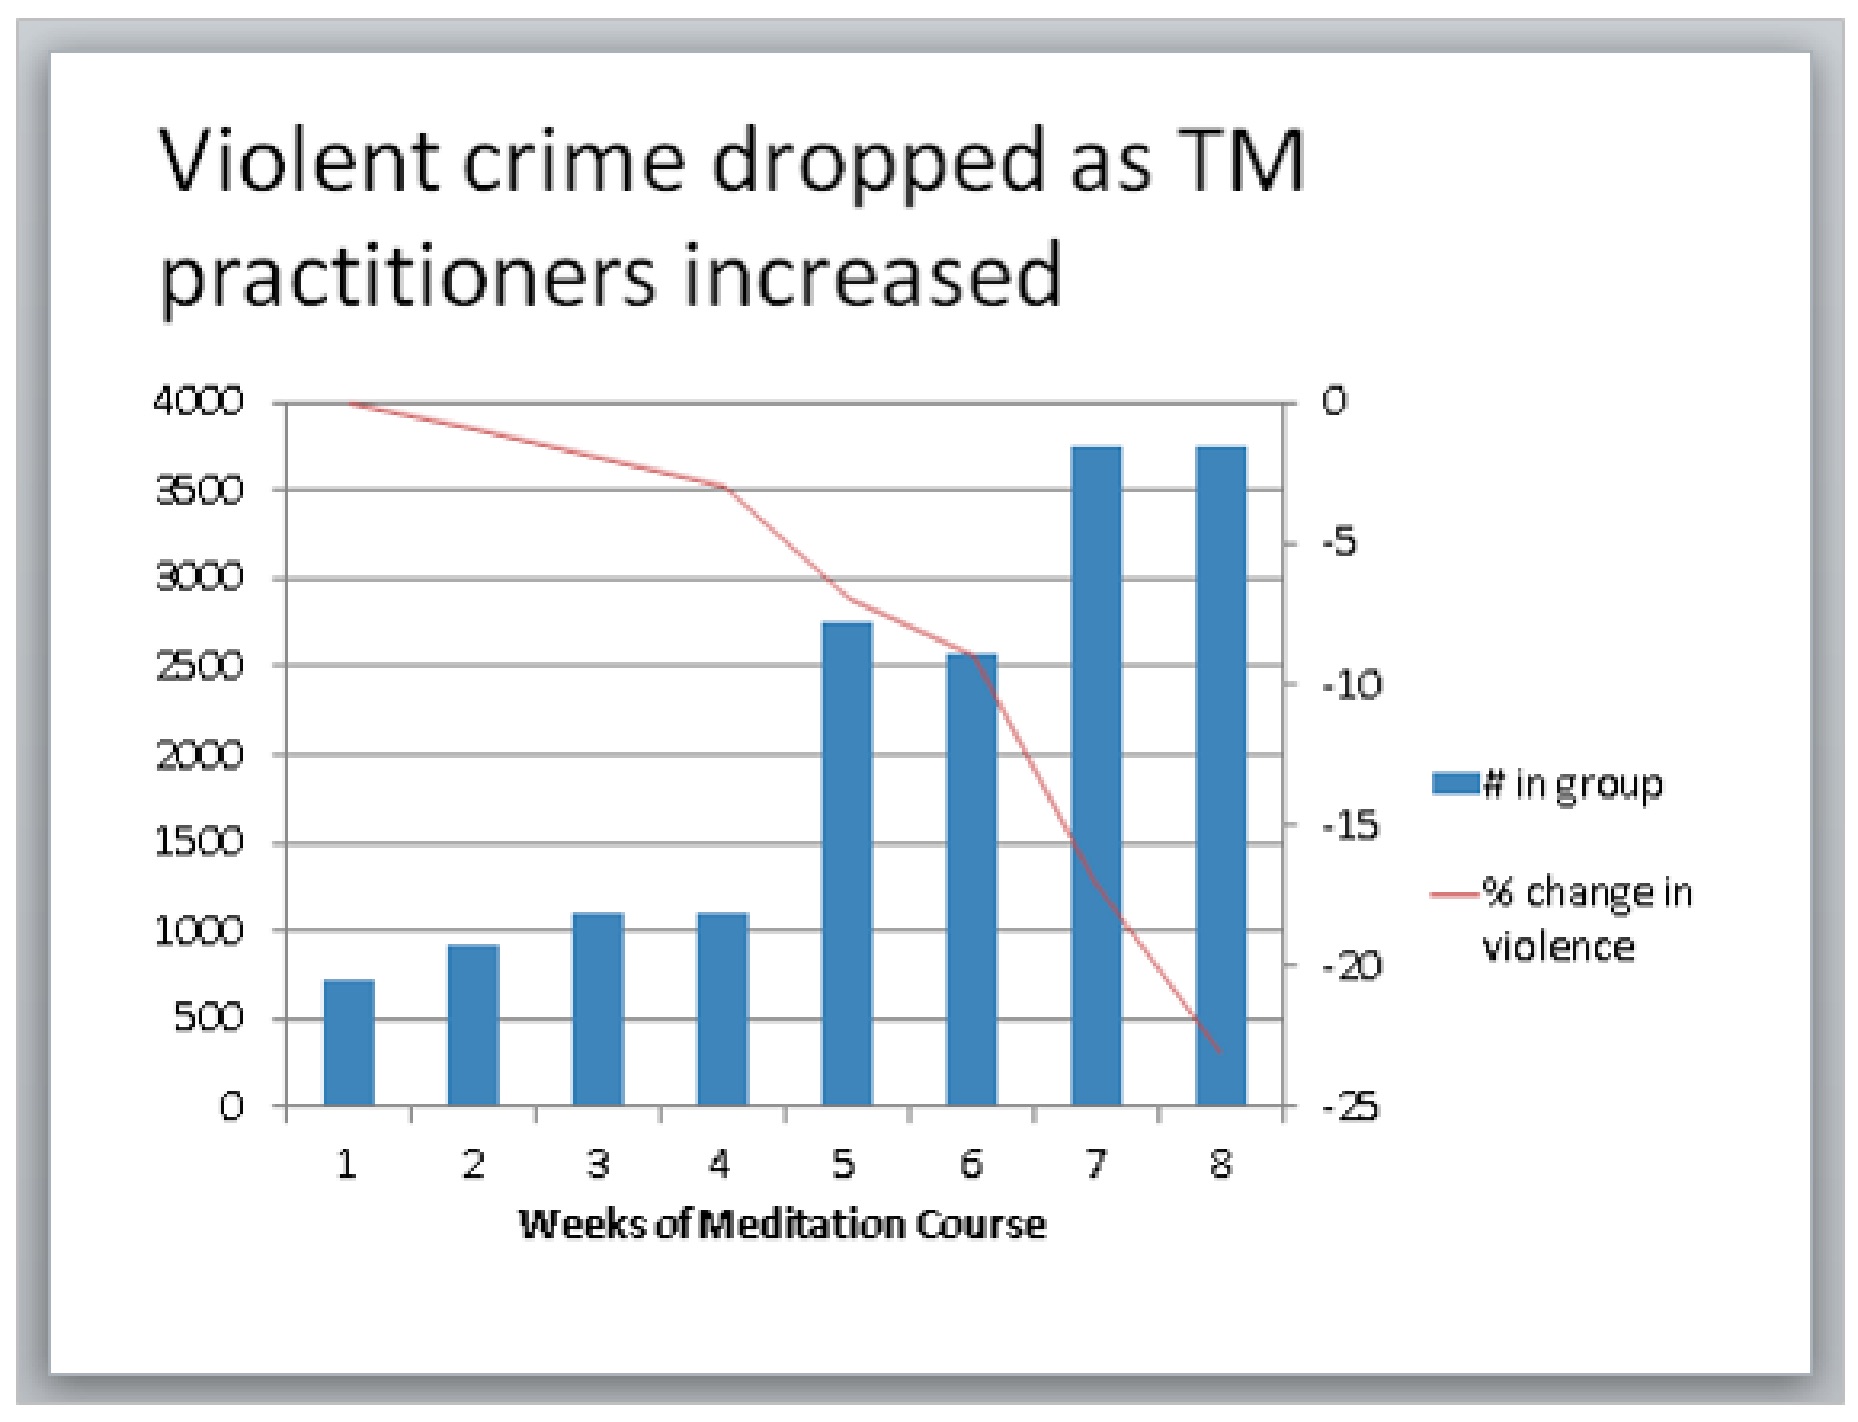 Violent crime dropped as TM
practitioners increased
4000
3500
3000
2500
2000
1500
1000
500
0
0
-5
-10
-15
-20
-25
1 2 3 4 5 6 7 8
Weeks of Meditation Course
# in group
% change in
violence